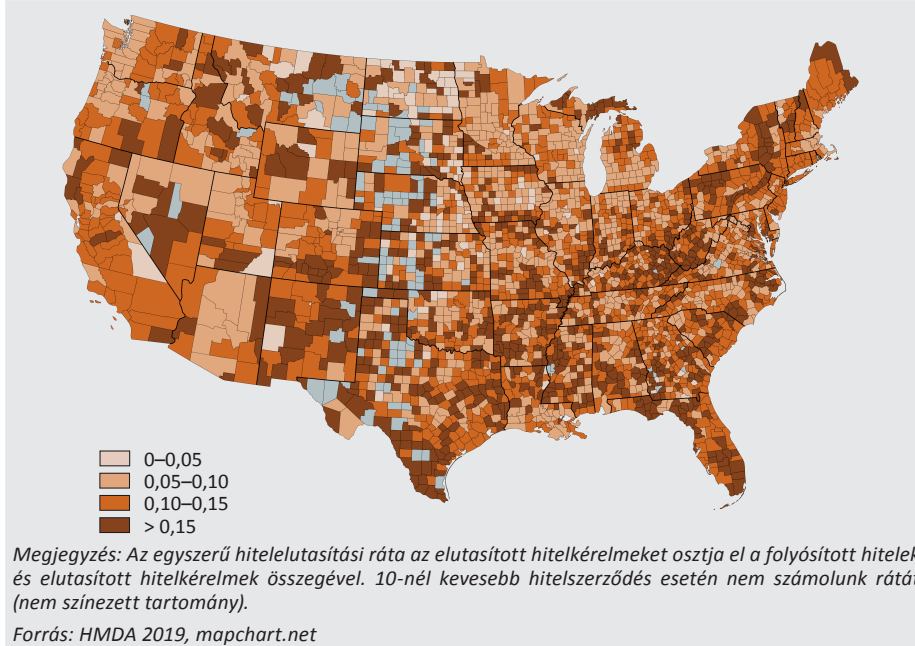 0–0,05
0,05–0,10
0,10–0,15
> 0,15
Megjegyzés: Az egyszerű hitelelutasítási ráta az elutasított hitelkérelmeket osztja el a folyósított hitelek
és elutasított hitelkérelmek összegével. 10-nél kevesebb hitelszerződés esetén nem számolunk rátát
(nem színezett tartomány).
Forrás: HMDA 2019, mapchart.net